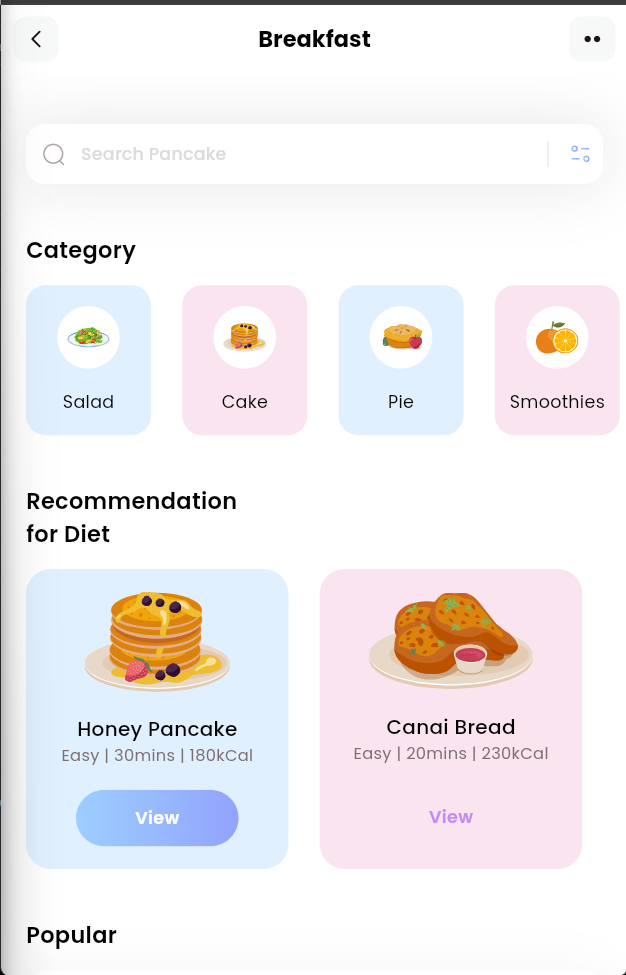 Breakfast
Search Pancake
Category
Salad
Cake
Pie
Smoothies
Recommendation
for Diet
Honey Pancake
Easy | 30mins | 180kCal
View
Canai Bread
Easy | 20mins | 230kCal
View
Popular